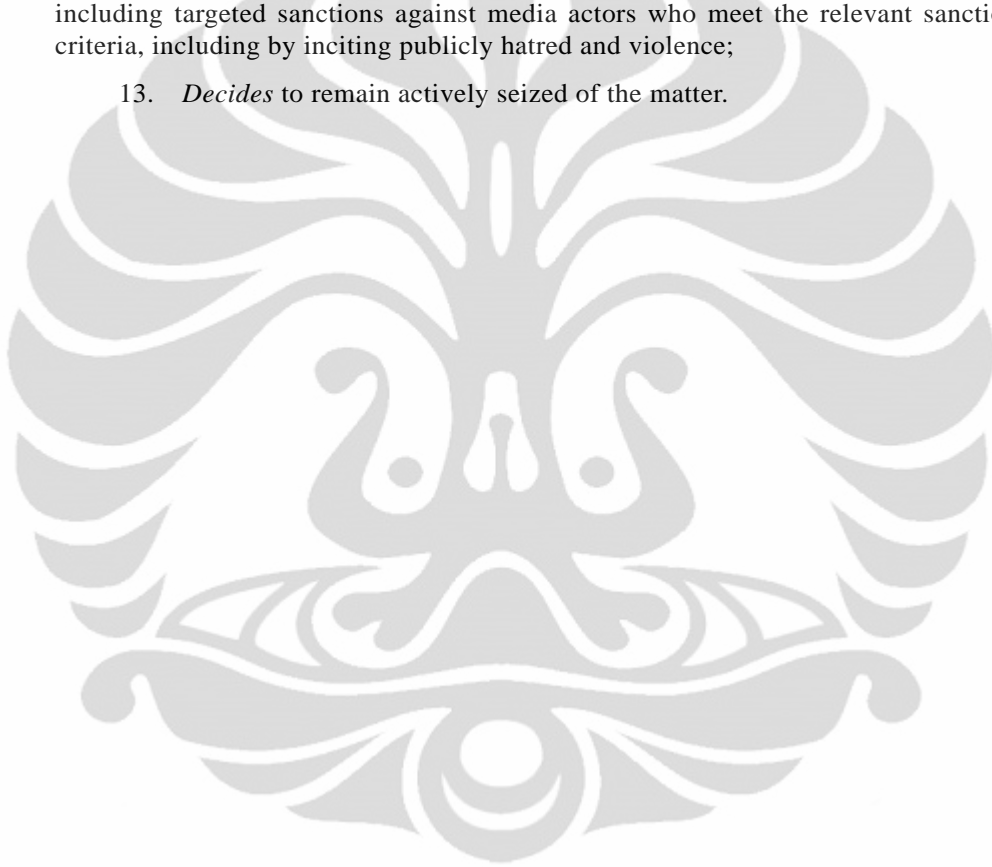 including targeted sanctions against media actors who meet the relevant
criteria, including by inciting publicly hatred and violence;
13. Decides to remain actively seized of the matter.